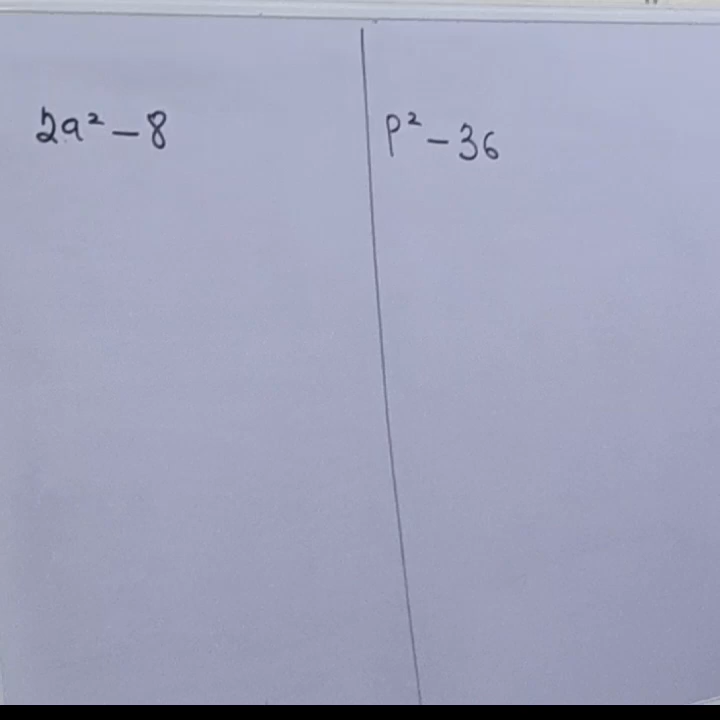 2a² – 8
p² – 36